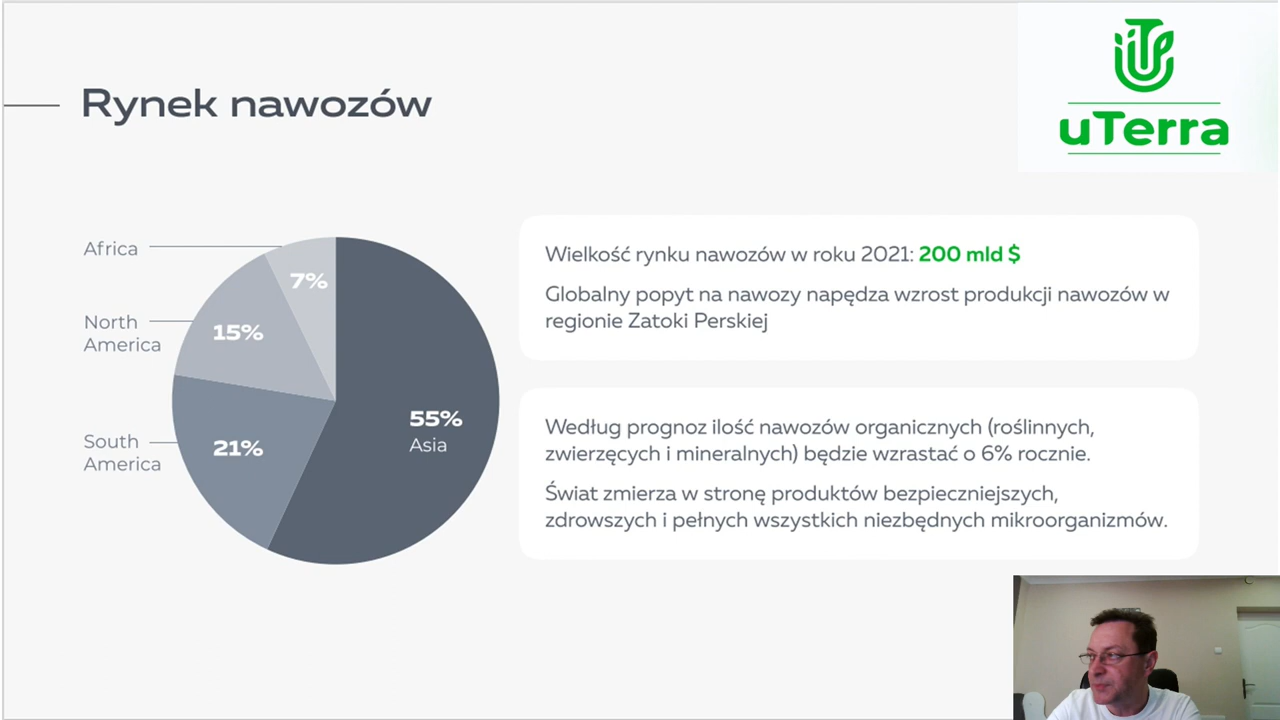 Rynek nawozów
uTerra
Africa
7%
North
America
15%
South
America
21%
55%
Asia
Wielkość rynku nawozów w roku 2021: 200 mld $
Globalny popyt na nawozy napędza wzrost produkcji nawozów w
regionie Zatoki Perskiej
Według prognoz ilość nawozów organicznych (roślinnych,
zwierzęcych i mineralnych) będzie wzrastać o 6% rocznie.
Świat zmierza w stronę produktów bezpieczniejszych,
zdrowszych i pełnych wszystkich niezbędnych mikroorganizmów.